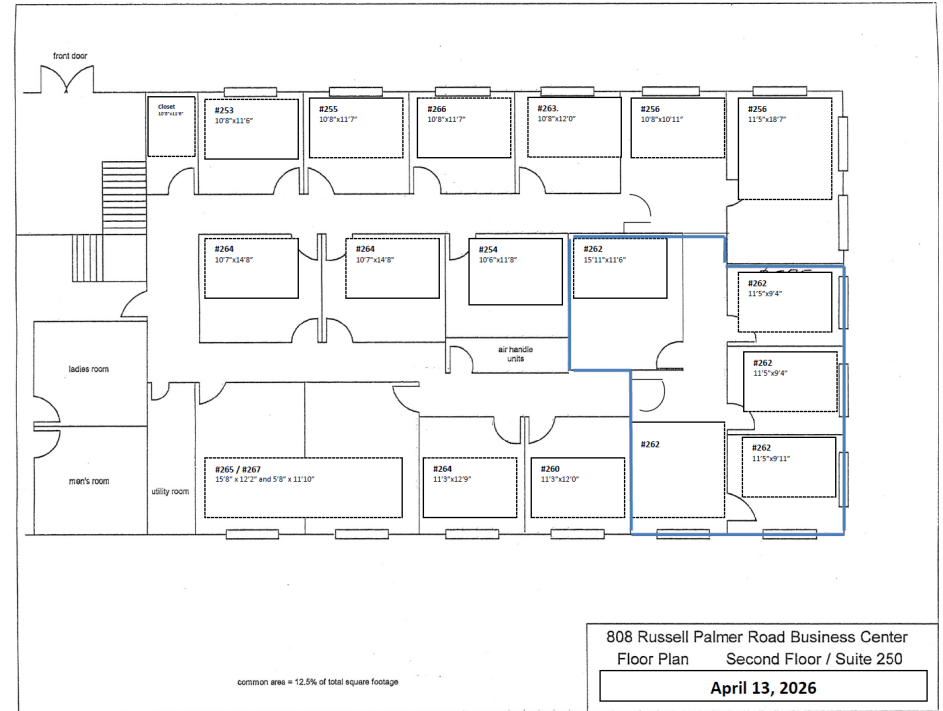 front door
Closet
#253
10'8"x11'6"
#255
10'8"x11'7"
#266
10'8"x11'7"
#263.
10'8"x12'0"
#256
10'8"x10'11"
#256
11'5"x18'7"
#264
10'7"x14'8"
#264
10'7"x14'8"
#254
10'6"x11'8"
#262
15'11"x11'6"
#262
11'5"x9'4"
air handle
units
#262
11'5"x9'4"
ladies room
#262
#262
11'5"x9'11"
#265 / #267
15'8" x 12'2" and 5'8" x 11'10"
#264
11'3"x12'9"
#260
11'3"x12'0"
men's room
utility room
808 Russell Palmer Road Business Center
Floor Plan Second Floor / Suite 250
April 13, 2026
common area = 12.5% of total square footage